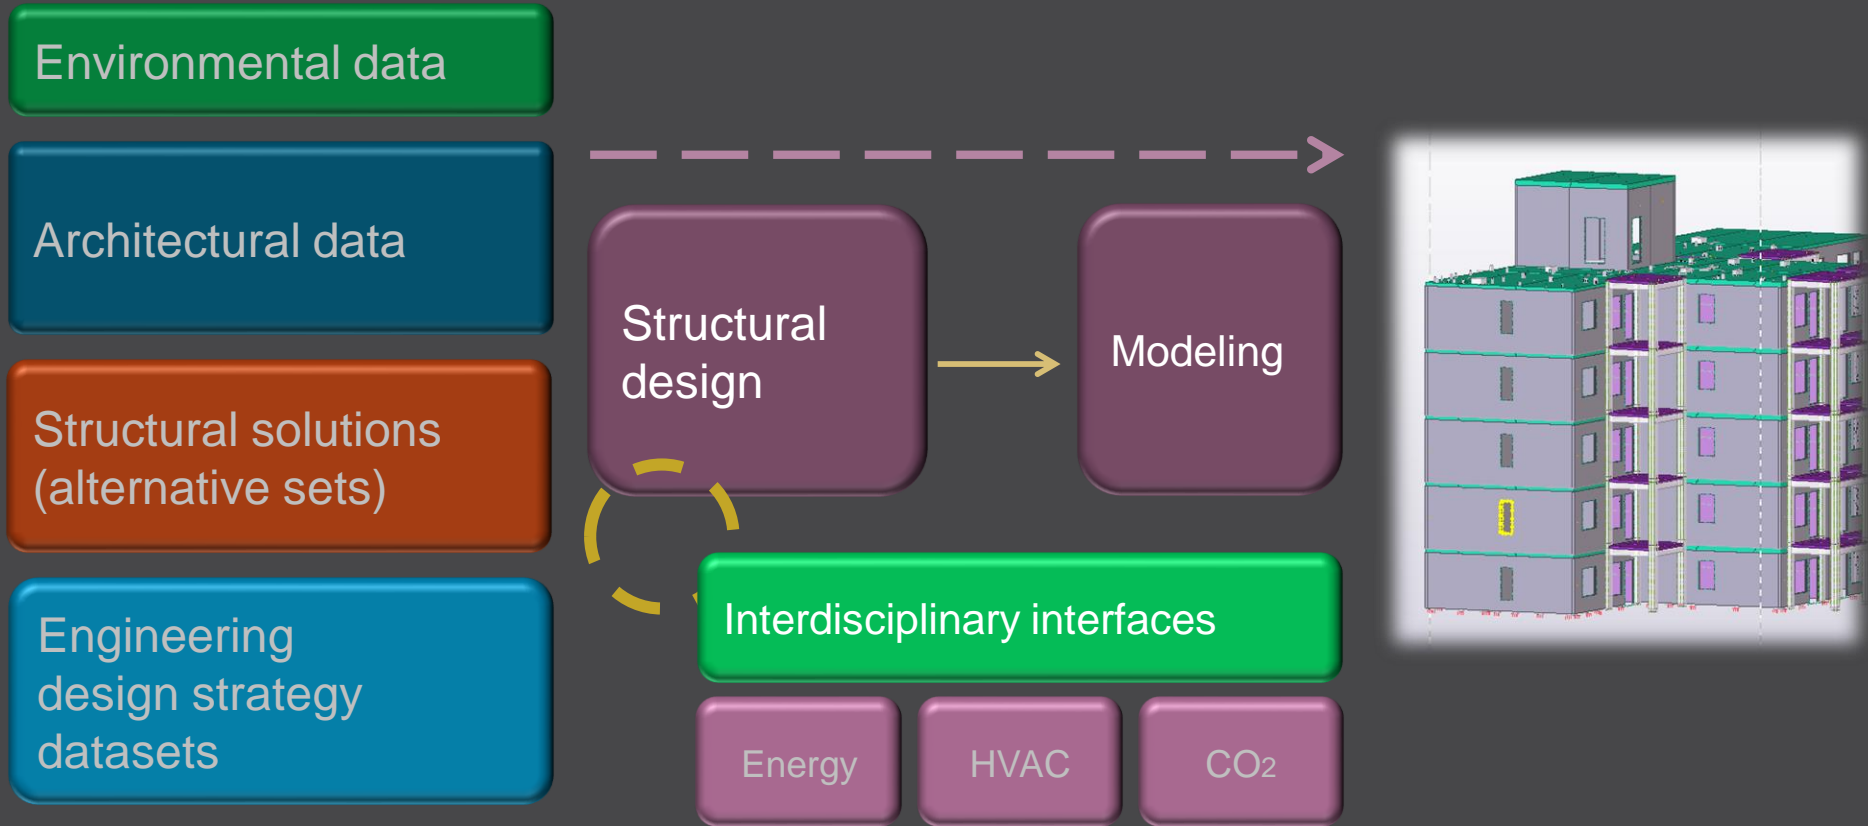 Environmental data
Architectural data
Structural solutions
(alternative sets)
Engineering
design strategy
datasets
Structural
design
Modeling
Interdisciplinary interfaces
Energy
HVAC
CO2